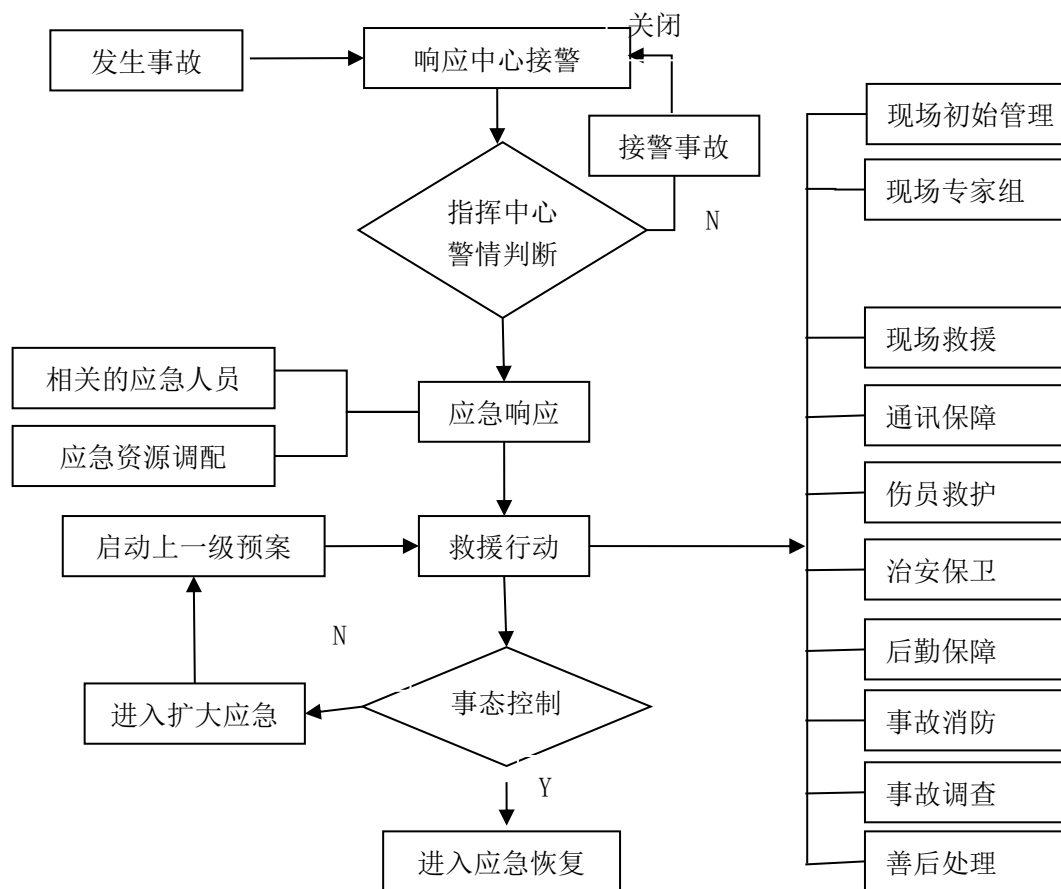 关闭
发生事故
响应中心接警
现场初始管理
接警事故
现场专家组
指挥中心
警情判断
N
现场救援
相关的应急人员
应急响应
通讯保障
应急资源调配
伤员救护
启动上一级预案
救援行动
治安保卫
N
后勤保障
进入扩大应急
事态控制
事故消防
Y
事故调查
进入应急恢复
善后处理